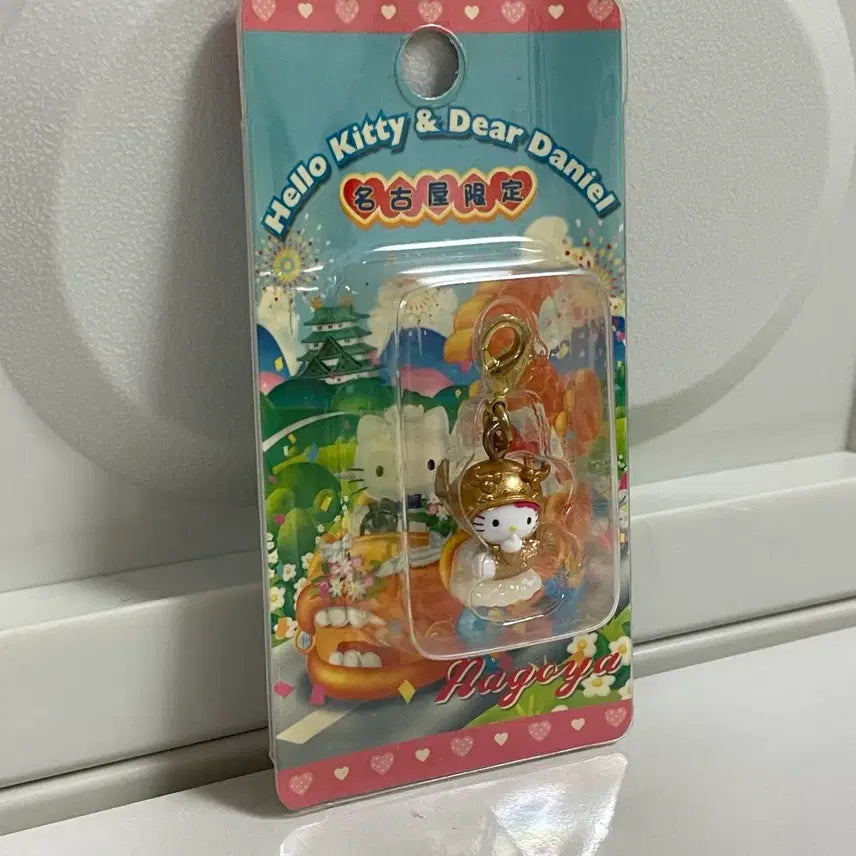 Hello Kitty & Dear Daniel
名古屋限定
Nagoya